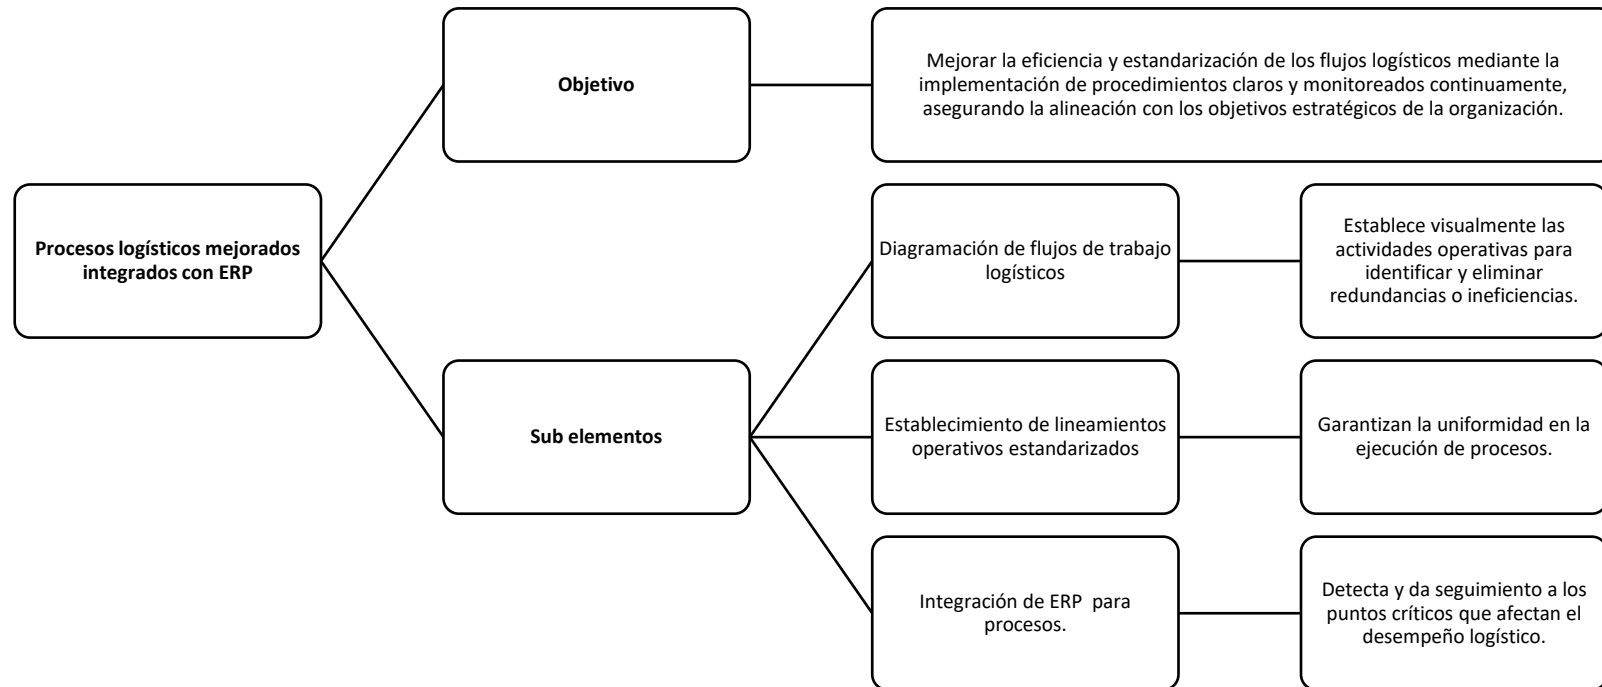 Objetivo
Mejorar la eficiencia y estandarización de los flujos logísticos mediante la
implementación de procedimientos claros y monitoreados continuamente,
asegurando la alineación con los objetivos estratégicos de la organización.
Procesos logísticos mejorados
integrados con ERP
Diagramación de flujos de trabajo
logísticos
Establece visualmente las
actividades operativas para
identificar y eliminar
redundancias o ineficiencias.
Sub elementos
Establecimiento de lineamientos
operativos estandarizados
Garantizan la uniformidad en la
ejecución de procesos.
Integración de ERP  para
procesos.
Detecta y da seguimiento a los
puntos críticos que afectan el
desempeño logístico.